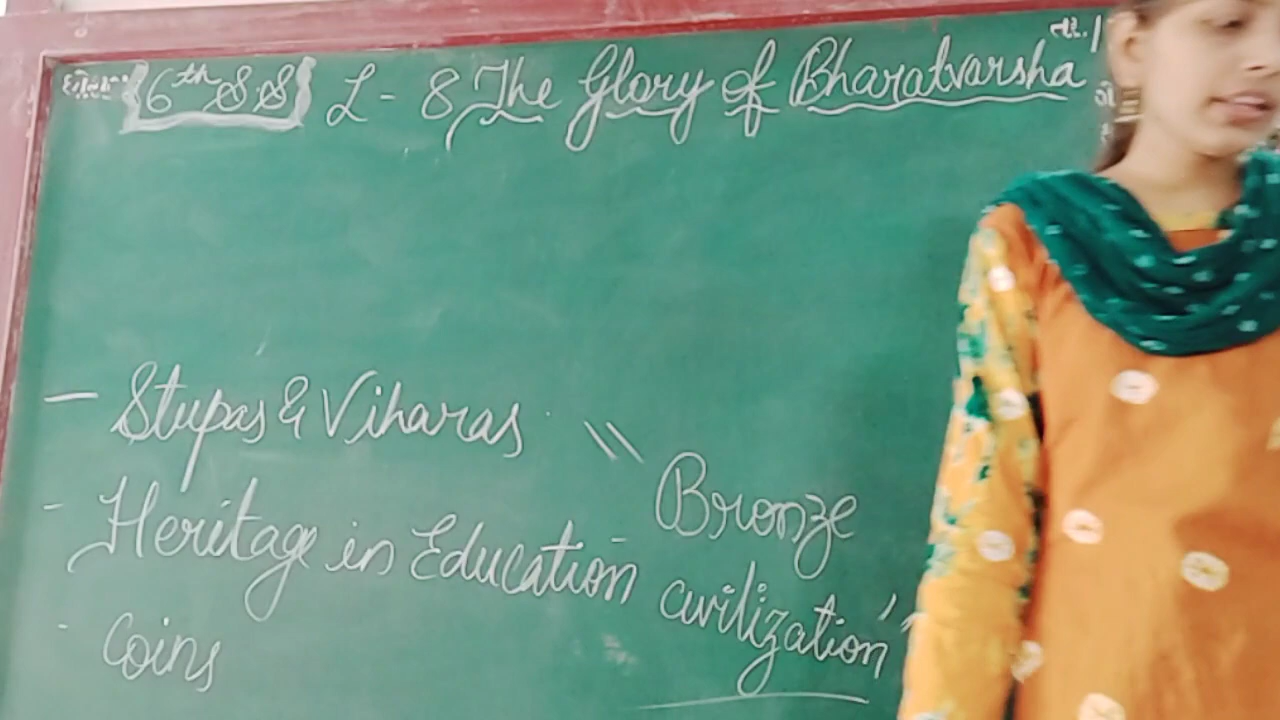 6th S.S L - 8 The Glory of Bharatvarsha
તા.
- Stupas & Viharas
- Heritage in Education
- Coins
" Bronze
civilization"